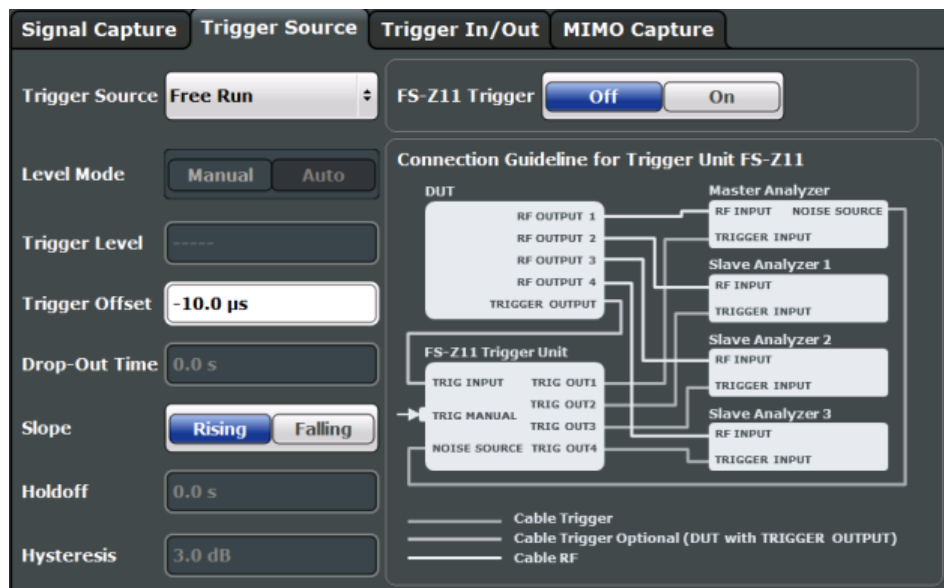 Signal Capture Trigger Source Trigger In/Out MIMO Capture
Trigger Source Free Run
FS-Z11 Trigger Off On
Level Mode Manual Auto
Trigger Level -----
Trigger Offset -10.0 µs
Drop-Out Time 0.0 s
Slope Rising Falling
Holdoff 0.0 s
Hysteresis 3.0 dB
Connection Guideline for Trigger Unit FS-Z11
DUT
RF OUTPUT 1
RF OUTPUT 2
RF OUTPUT 3
RF OUTPUT 4
TRIGGER OUTPUT
Master Analyzer
RF INPUT NOISE SOURCE
TRIGGER INPUT
Slave Analyzer 1
RF INPUT
TRIGGER INPUT
Slave Analyzer 2
RF INPUT
TRIGGER INPUT
Slave Analyzer 3
RF INPUT
TRIGGER INPUT
FS-Z11 Trigger Unit
TRIG INPUT TRIG OUT1
TRIG OUT2
TRIG MANUAL
TRIG OUT3
NOISE SOURCE TRIG OUT4
Cable Trigger
Cable Trigger Optional (DUT with TRIGGER OUTPUT)
Cable RF